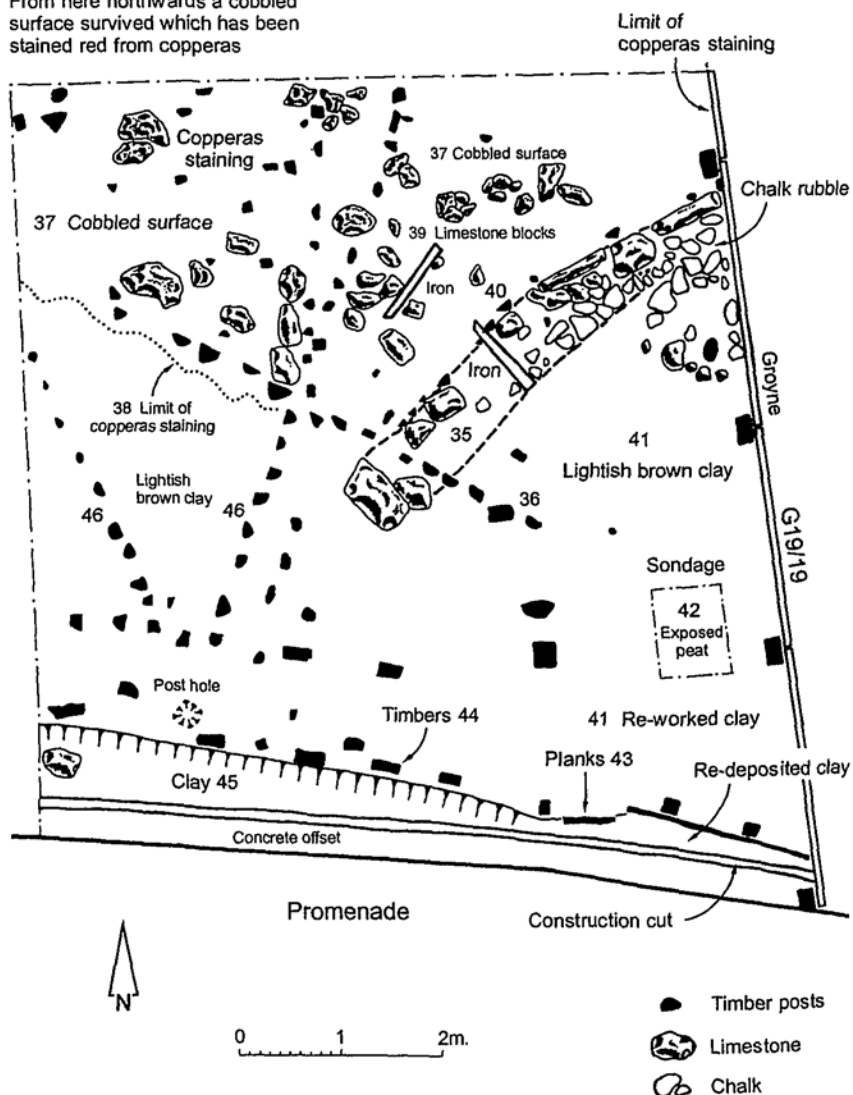 From here northwards a cobbled
surface survived which has been
stained red from copperas
Limit of
copperas staining
Copperas
staining
37 Cobbled surface
Chalk rubble
37 Cobbled surface
39 Limestone blocks
Iron
40
Iron
38 Limit of
copperas staining
35
Groyne
41
Lightish brown clay
Lightish
brown clay
46
46
36
G19/19
Sondage
42
Exposed
peat
Post hole
Timbers 44
41 Re-worked clay
Planks 43
Re-deposited clay
Clay 45
Concrete offset
Promenade
Construction cut
N
0 1 2m.
Timber posts
Limestone
Chalk